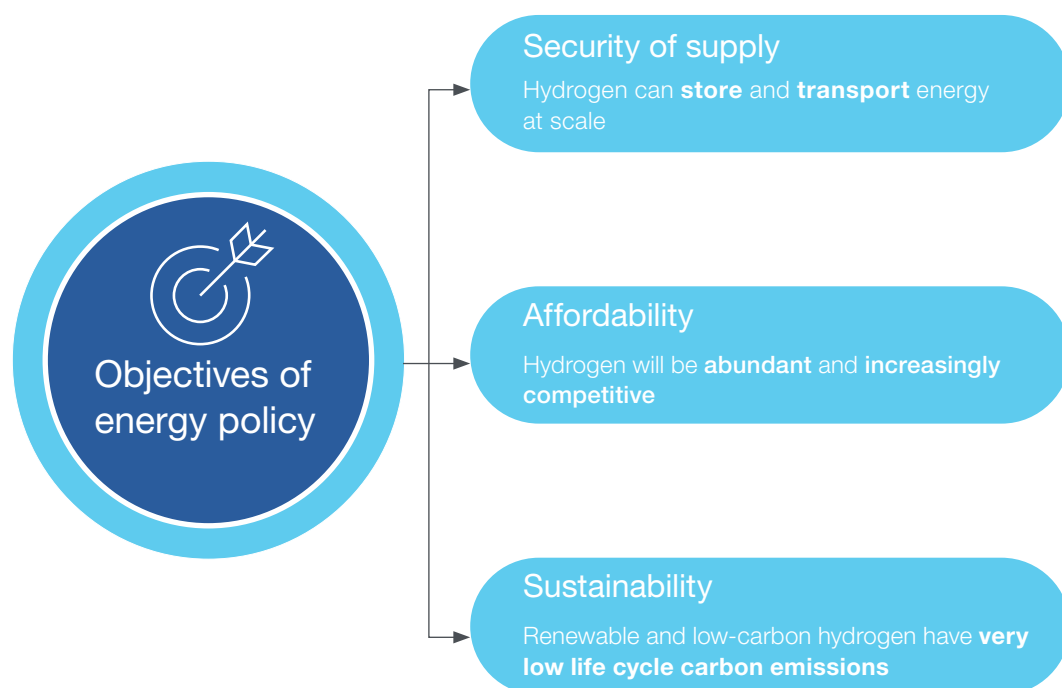 Security of supply
Hydrogen can store and transport energy
at scale
Objectives of
energy policy
Affordability
Hydrogen will be abundant and increasingly
competitive
Sustainability
Renewable and low-carbon hydrogen have very
low life cycle carbon emissions